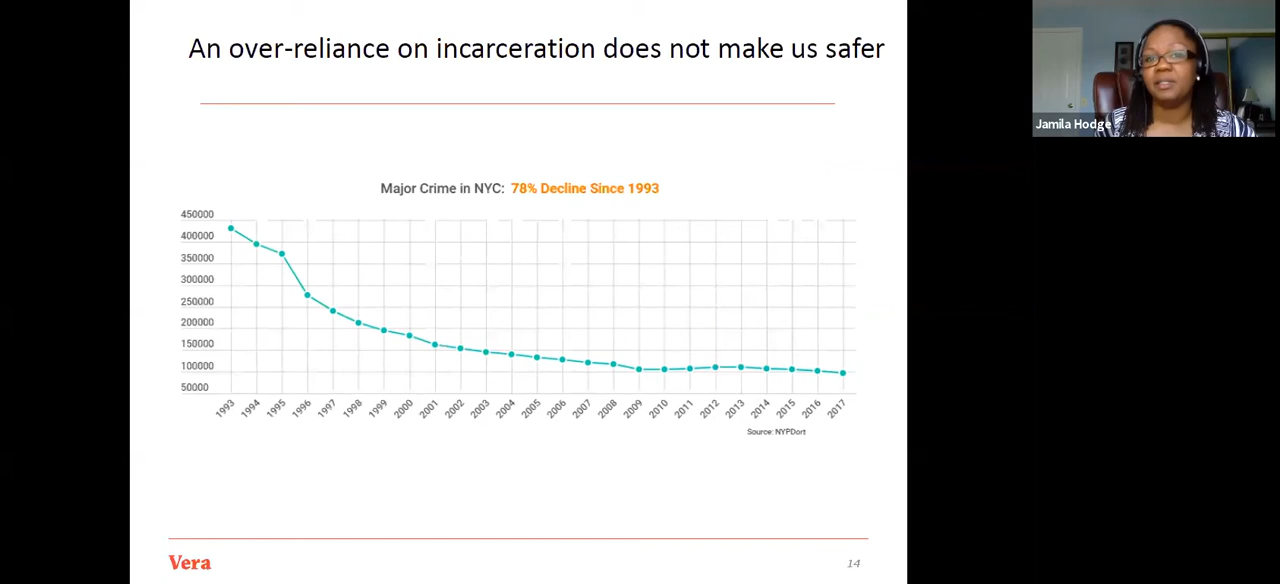 An over-reliance on incarceration does not make us safer
Jamila Hodge
Major Crime in NYC: 78% Decline Since 1993
450000
400000
350000
300000
250000
200000
150000
100000
50000
1993 1994 1995 1996 1997 1998 1999 2000 2001 2002 2003 2004 2005 2006 2007 2008 2009 2010 2011 2012 2013 2014 2015 2016 2017
Source: NYPDort
Vera
14